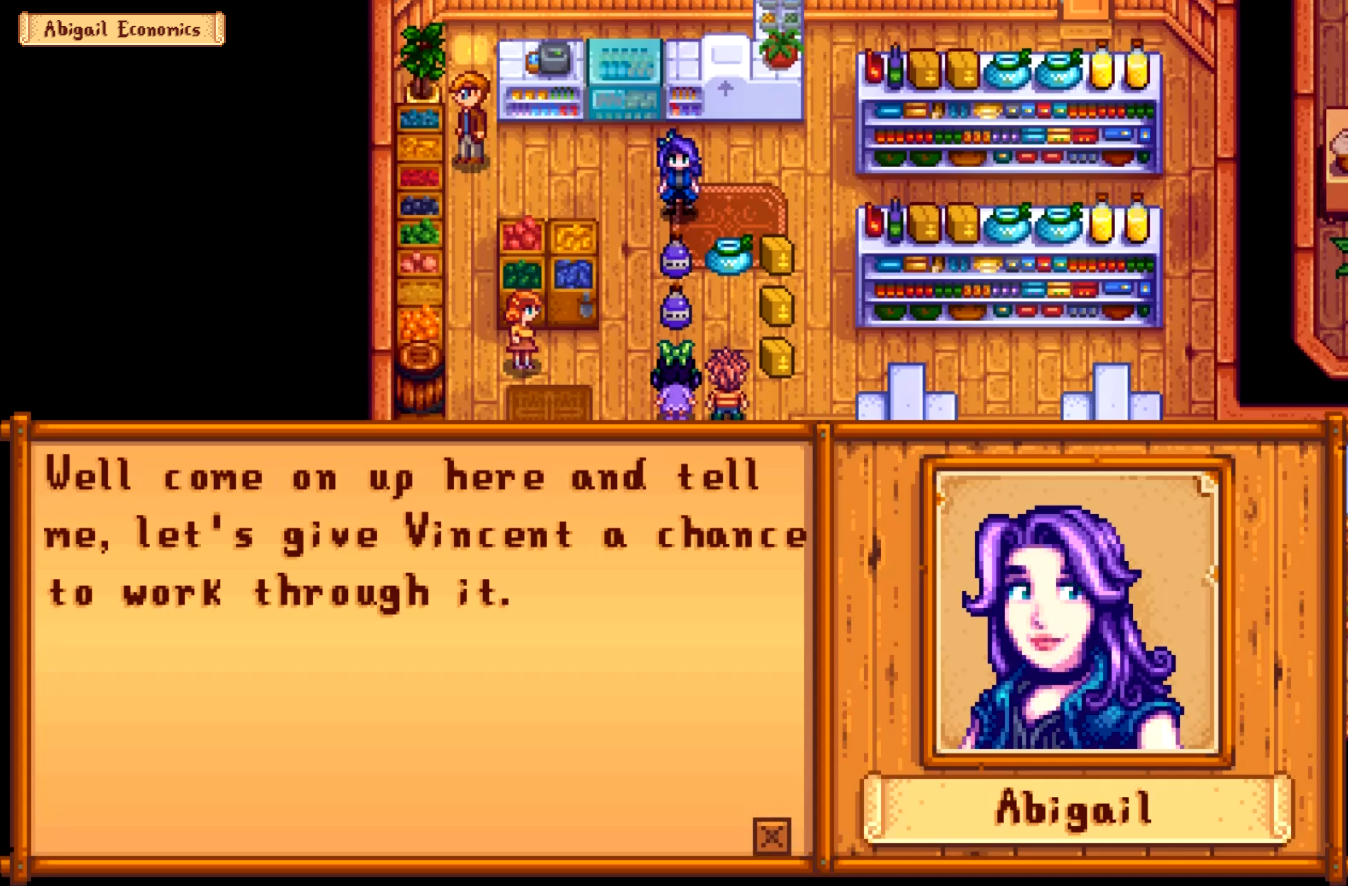 Abigail Economics
Well come on up here and tell
me, let's give Vincent a chance
to work through it.
Abigail